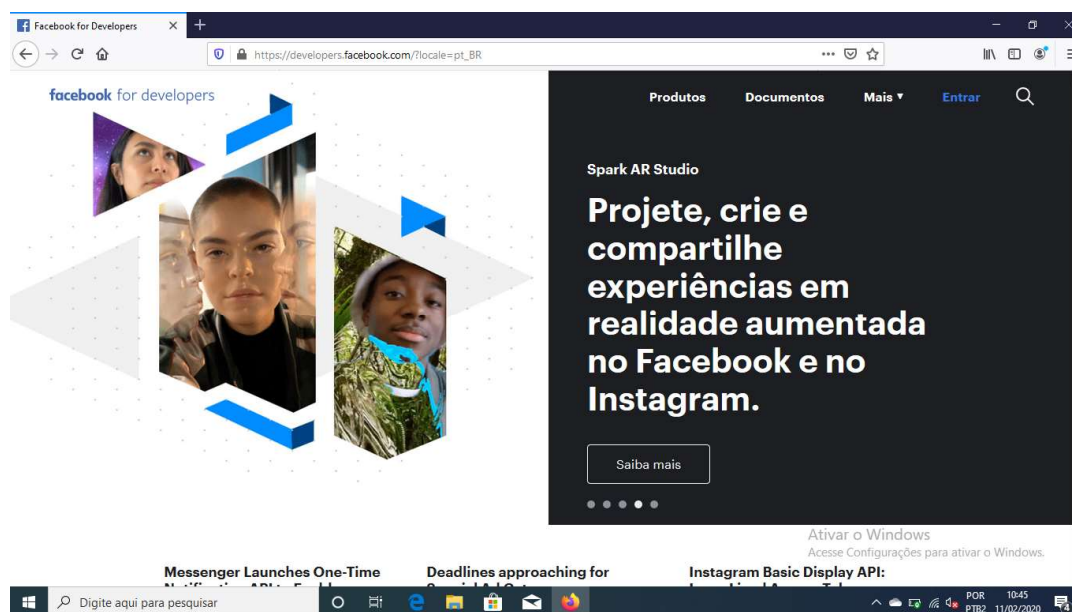 Facebook for Developers
https://developers.facebook.com/?locale=pt_BR
facebook for developers
Produtos Documentos Mais Entrar
Spark AR Studio
Projete, crie e
compartilhe
experiências em
realidade aumentada
no Facebook e no
Instagram.
Saiba mais
Ativar o Windows
Acesse Configurações para ativar o Windows.
Messenger Launches One-Time
Deadlines approaching for
Instagram Basic Display API:
Digite aqui para pesquisar
POR 10:45
PTB2 11/02/2020